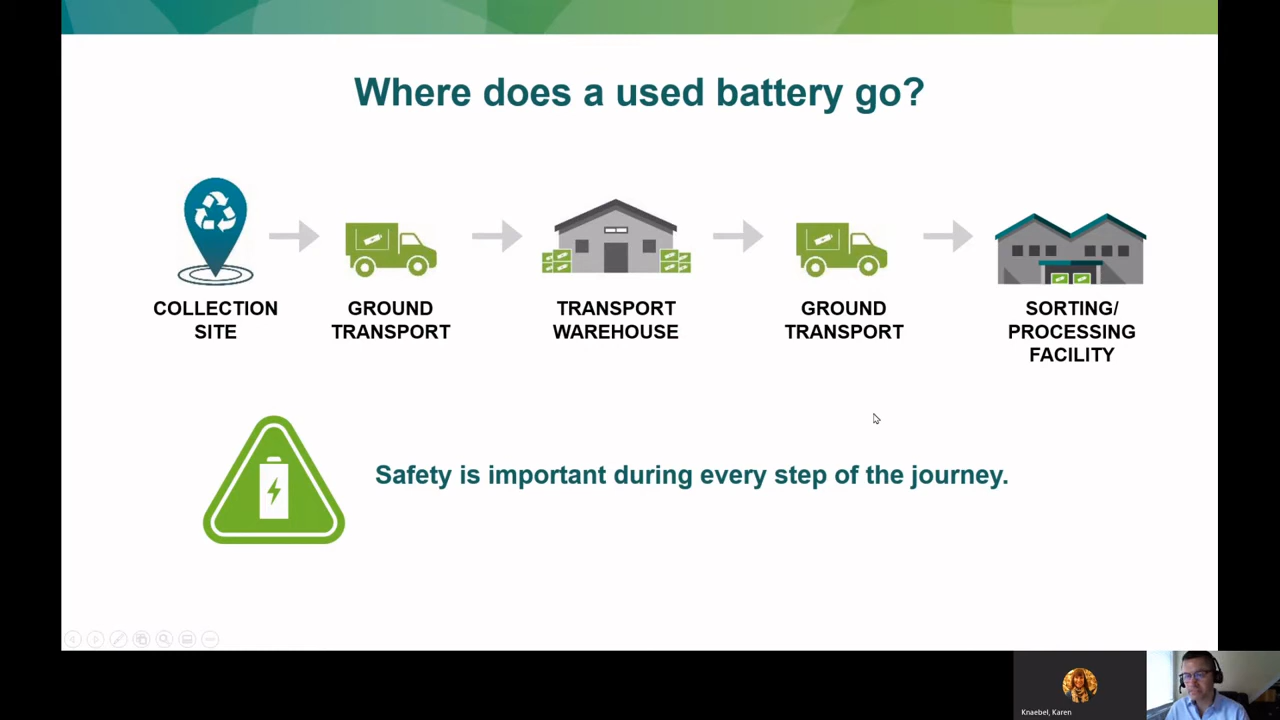 Where does a used battery go?
COLLECTION
SITE
GROUND
TRANSPORT
TRANSPORT
WAREHOUSE
GROUND
TRANSPORT
SORTING/
PROCESSING
FACILITY
Safety is important during every step of the journey.
Knaebel, Karen